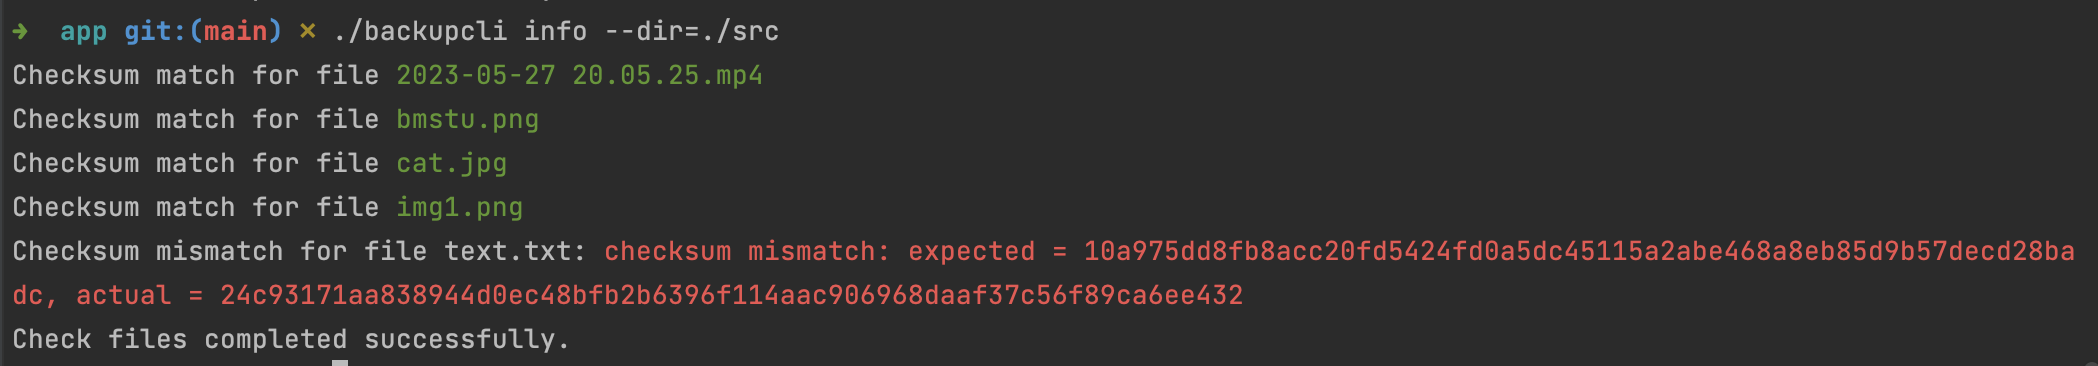 ➜  app git:(main) ✗ ./backupcli info --dir=./src
Checksum match for file 2023-05-27 20.05.25.mp4
Checksum match for file bmstu.png
Checksum match for file cat.jpg
Checksum match for file img1.png
Checksum mismatch for file text.txt: checksum mismatch: expected = 10a975dd8fb8acc20fd5424fd0a5dc45115a2abe468a8eb85d9b57decd28ba
dc, actual = 24c93171aa838944d0ec48bfb2b6396f114aac906968daaf37c56f89ca6ee432
Check files completed successfully.